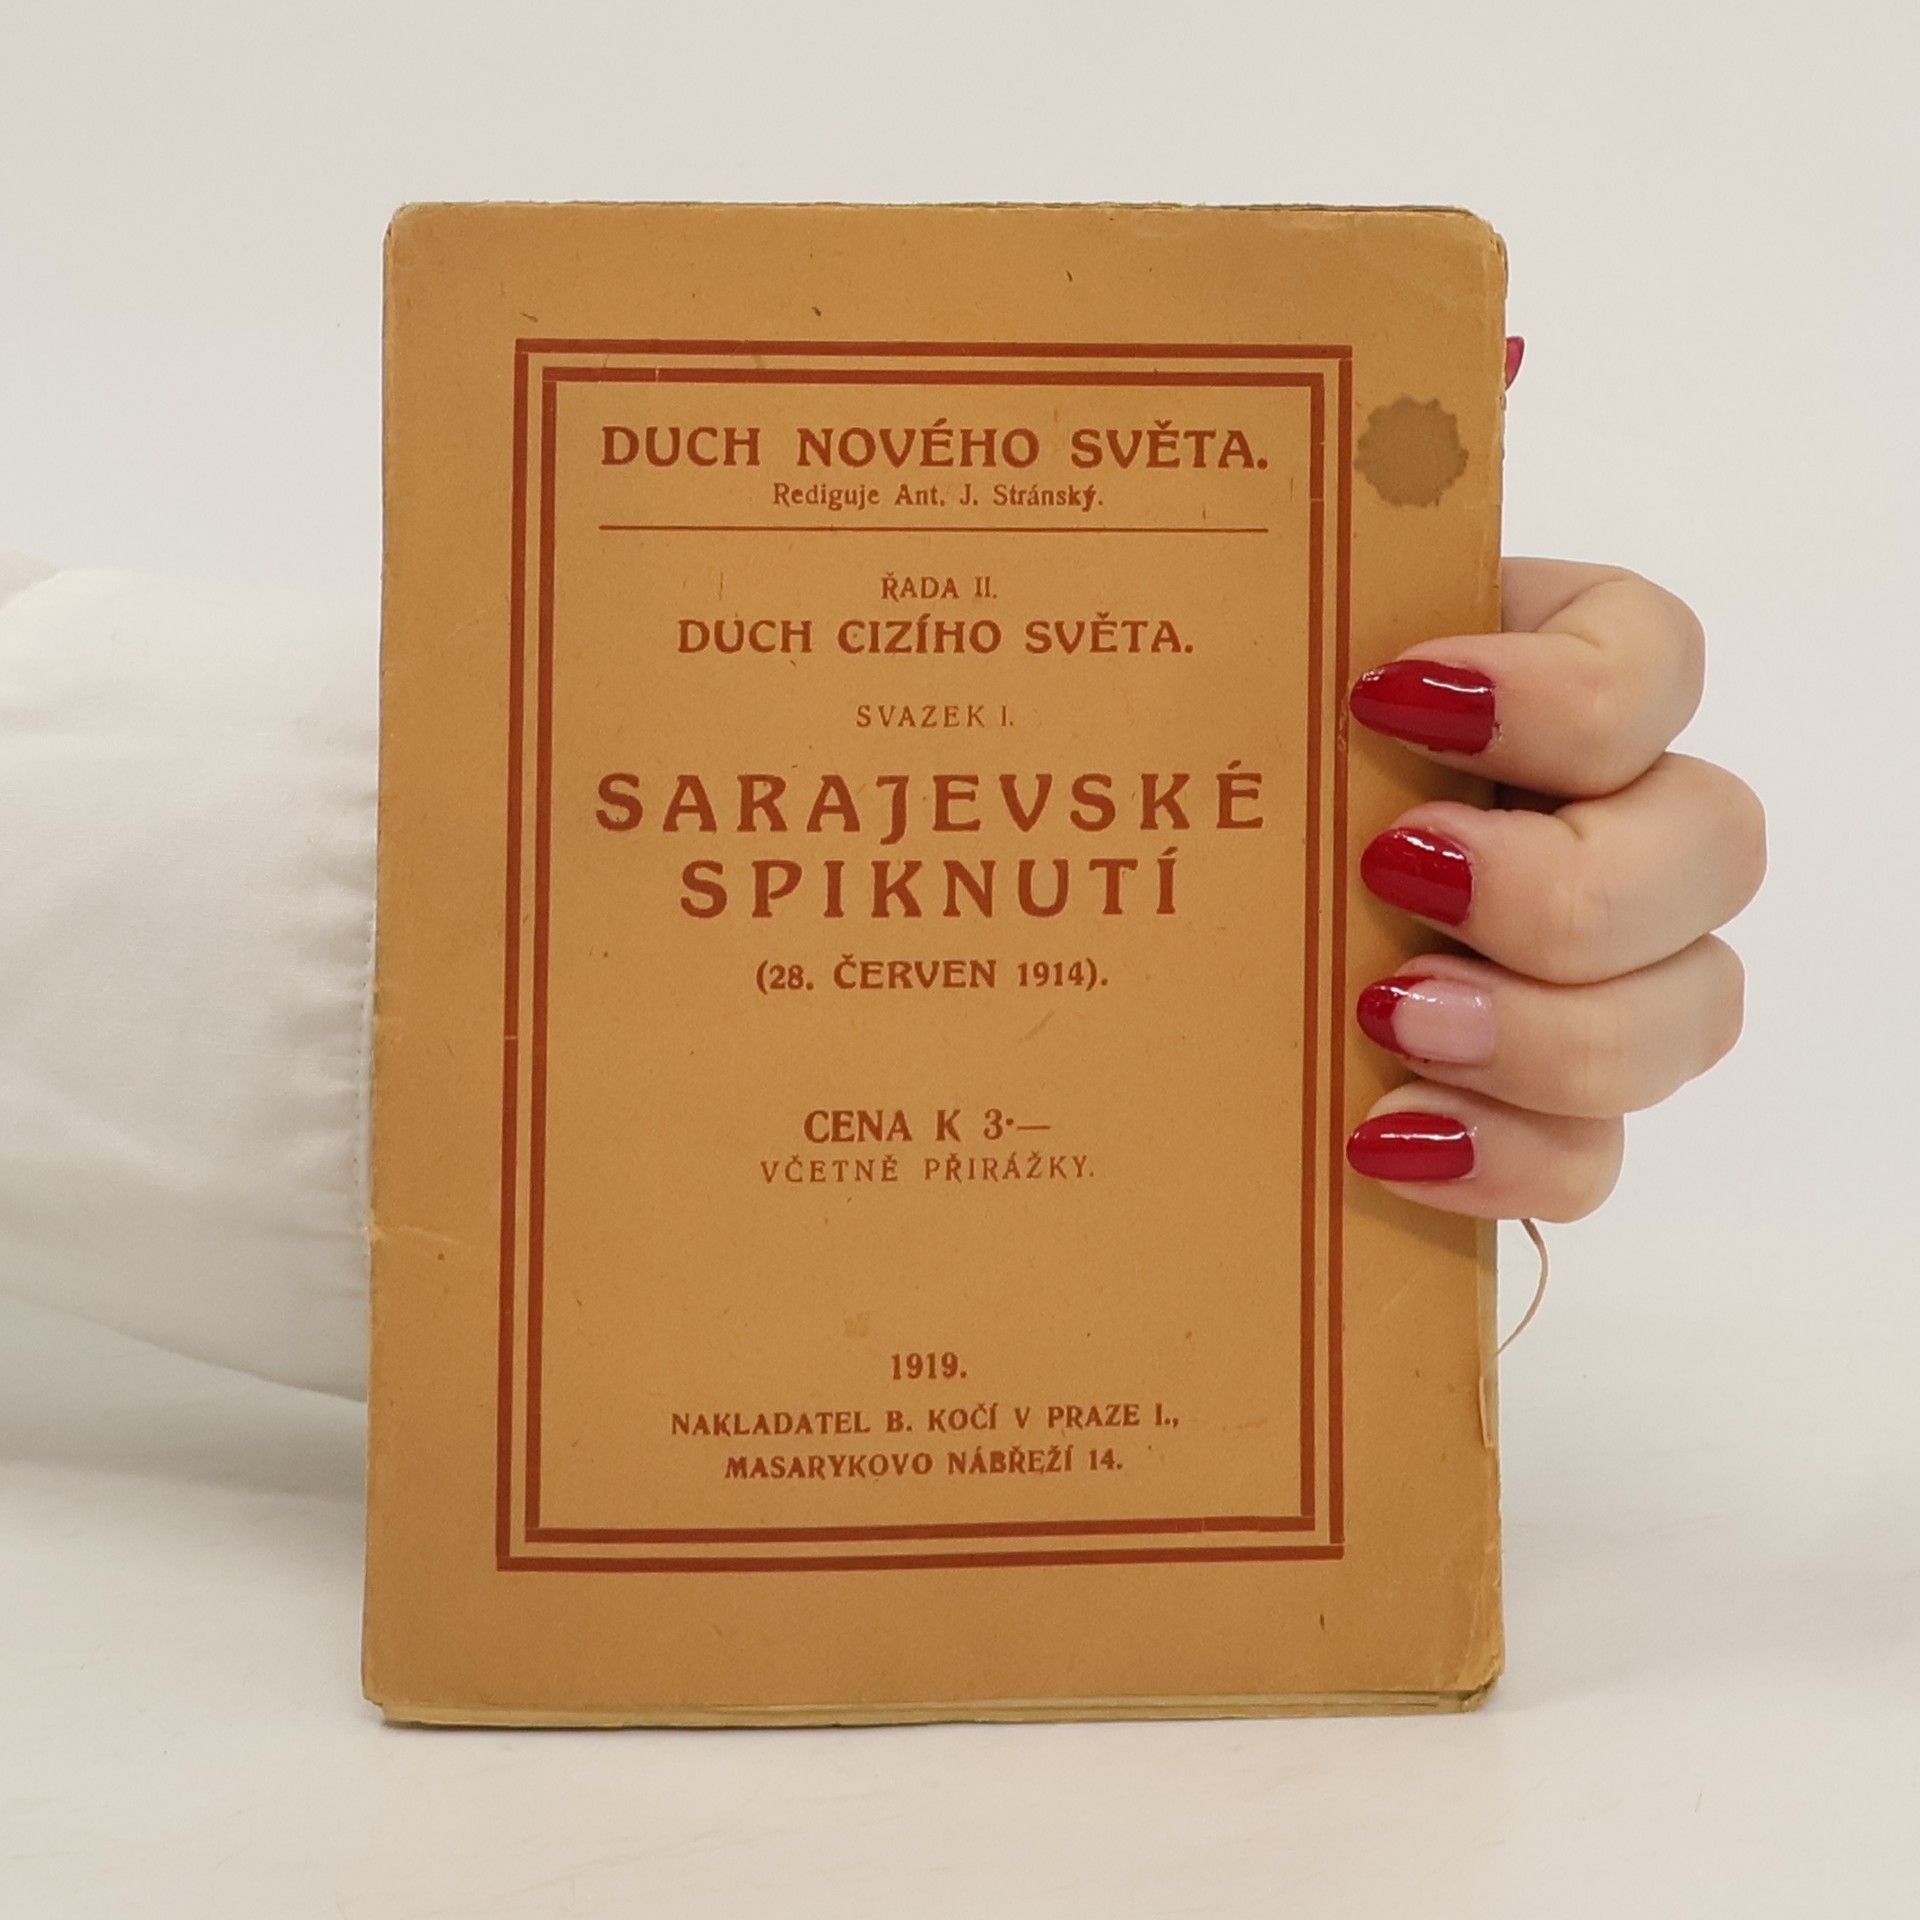 DUCH NOVÉHO SVĚTA.
Rediguje Ant. J. Stránský.
ŘADA II.
DUCH CIZÍHO SVĚTA.
SVAZEK I.
SARAJEVSKÉ
SPIKNUTÍ
(28. ČERVEN 1914).
CENA K 3·—
VČETNĚ PŘIRÁŽKY.
1919.
NAKLADATEL B. KOČÍ V PRAZE I.,
MASARYKOVO NÁBŘEŽÍ 14.